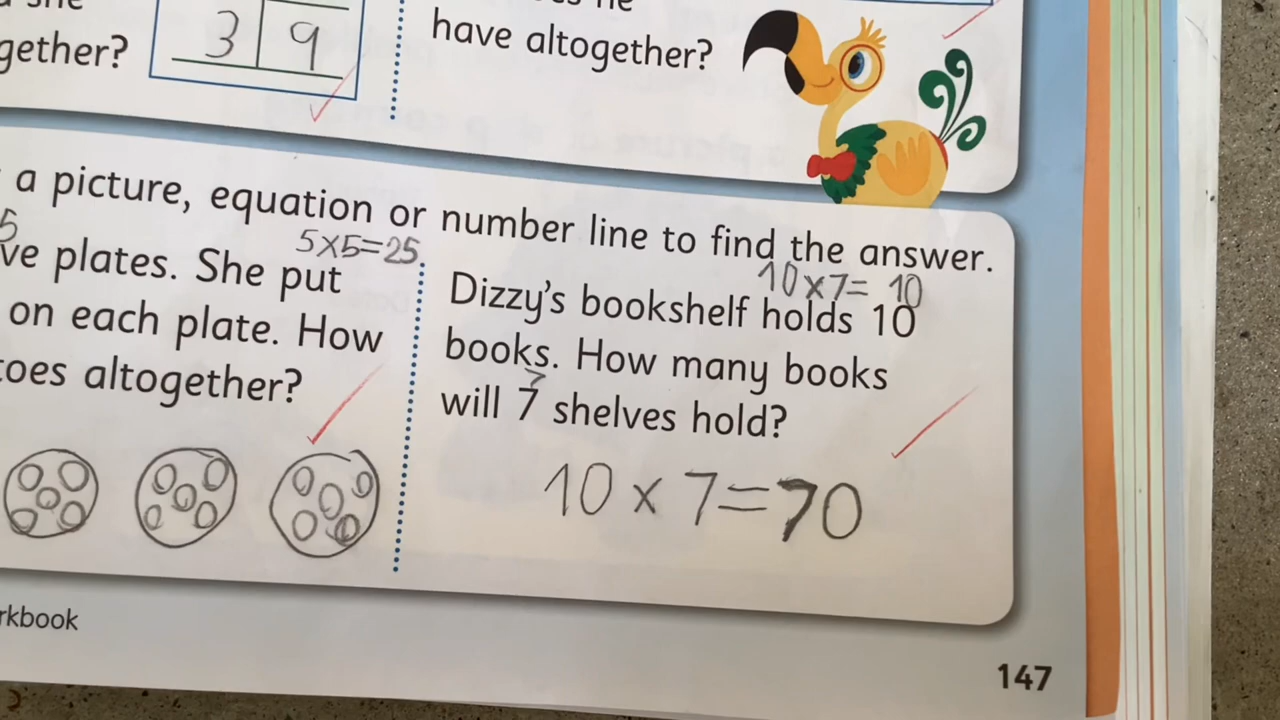 gether?
3 9
have altogether?
a picture, equation or number line to find the answer.
5
5x5=25
ve plates. She put
on each plate. How
toes altogether?
10x7= 10
Dizzy's bookshelf holds 10
books. How many books
7
will 7 shelves hold?
10 x 7=70
rkbook
147